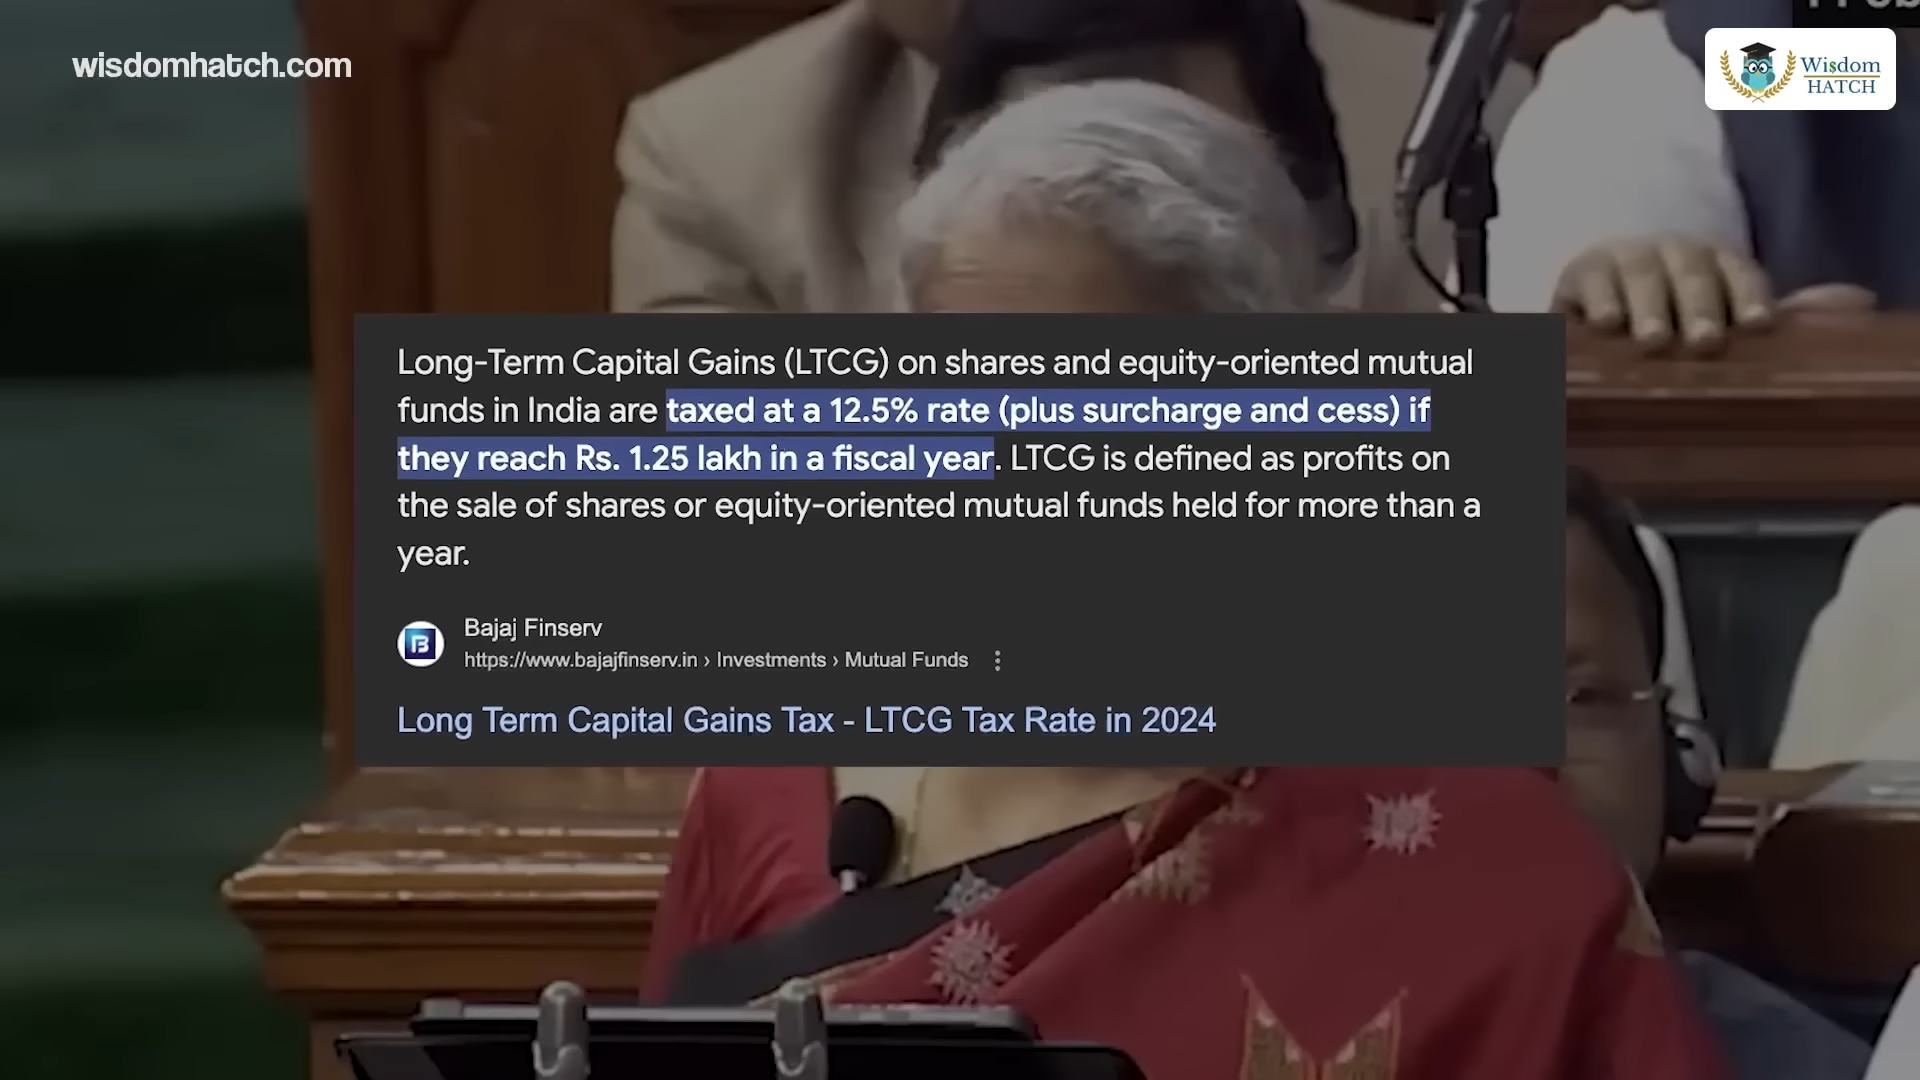 wisdomhatch.com
Wi$dom
HATCH
Long-Term Capital Gains (LTCG) on shares and equity-oriented mutual
funds in India are taxed at a 12.5% rate (plus surcharge and cess) if
they reach Rs. 1.25 lakh in a fiscal year. LTCG is defined as profits on
the sale of shares or equity-oriented mutual funds held for more than a
year.
Bajaj Finserv
https://www.bajajfinserv.in › Investments › Mutual Funds
Long Term Capital Gains Tax - LTCG Tax Rate in 2024